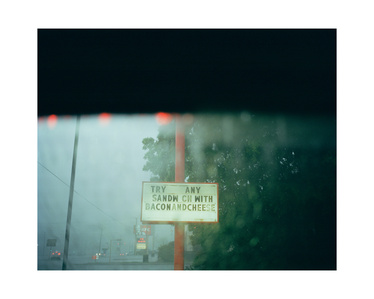 TRY ANY
SANDW CH WITH
BACONANDCHEESE